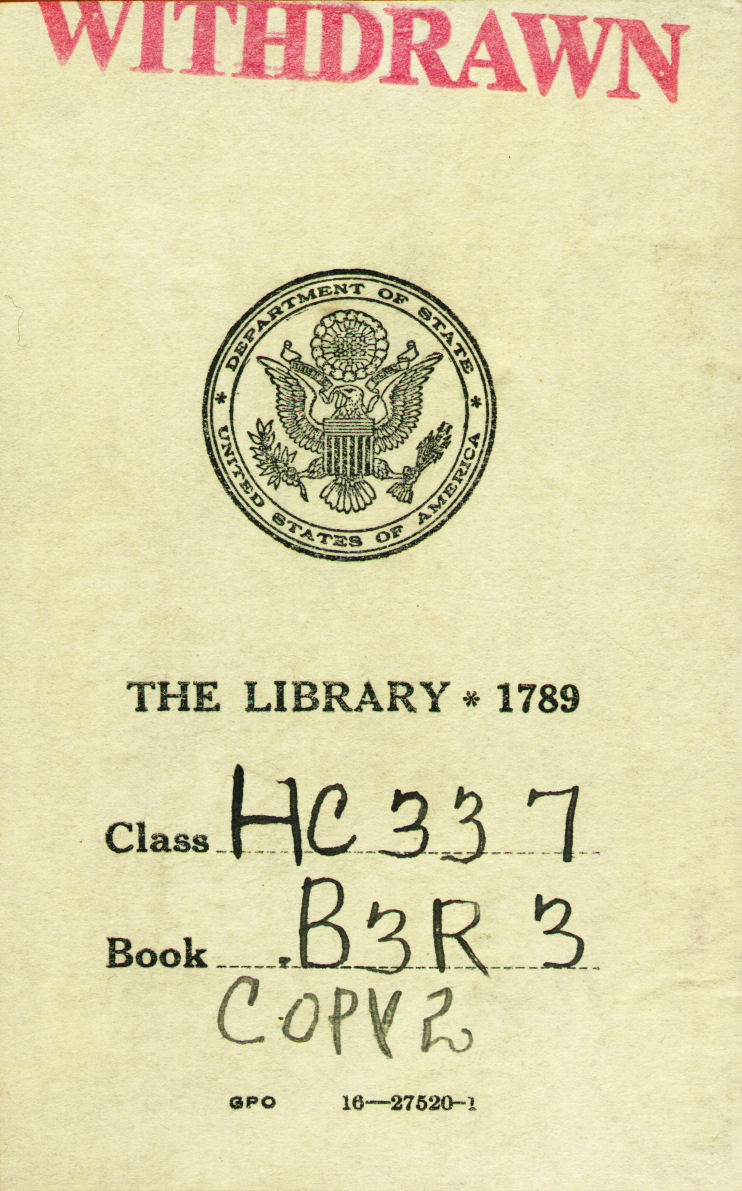 WITHDRAWN
* DEPARTMENT OF STATE *
UNITED STATES OF AMERICA
THE LIBRARY * 1789
Class HC 337
Book .B3R 3
COPY 2
GPO 16—27520-1